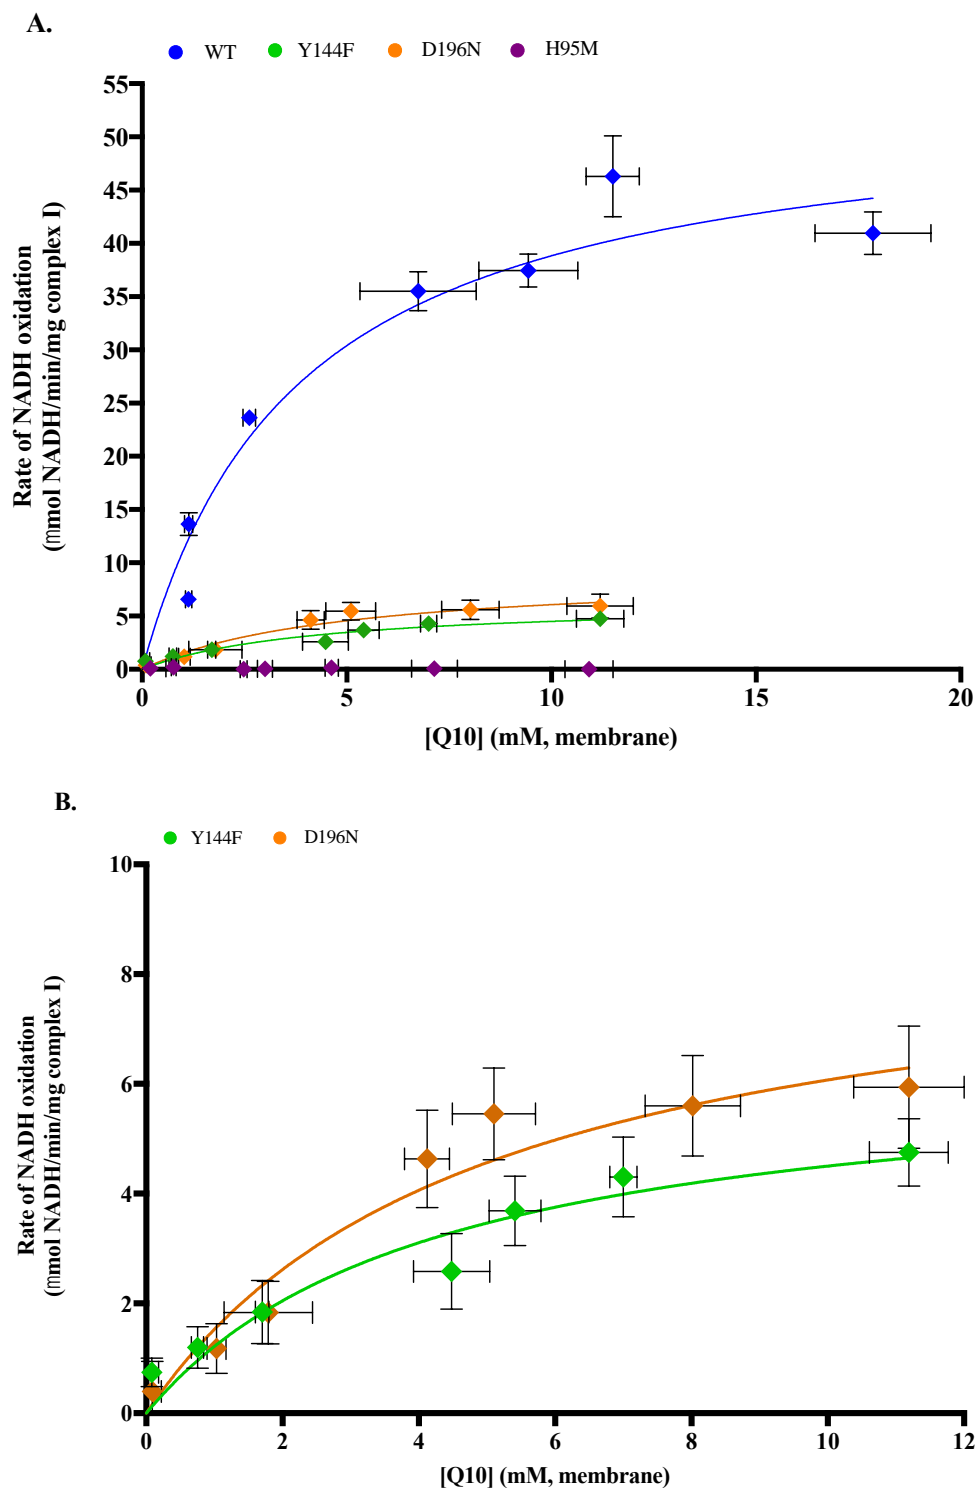 A.
WT Y144F D196N H95M
55
50
45
40
35
30
25
20
15
10
5
0
Rate of NADH oxidation
(mmol NADH/min/mg complex I)
0 5 10 15 20
[Q10] (mM, membrane)
B.
Y144F D196N
10
8
6
4
2
0
Rate of NADH oxidation
(mmol NADH/min/mg complex I)
0 2 4 6 8 10 12
[Q10] (mM, membrane)